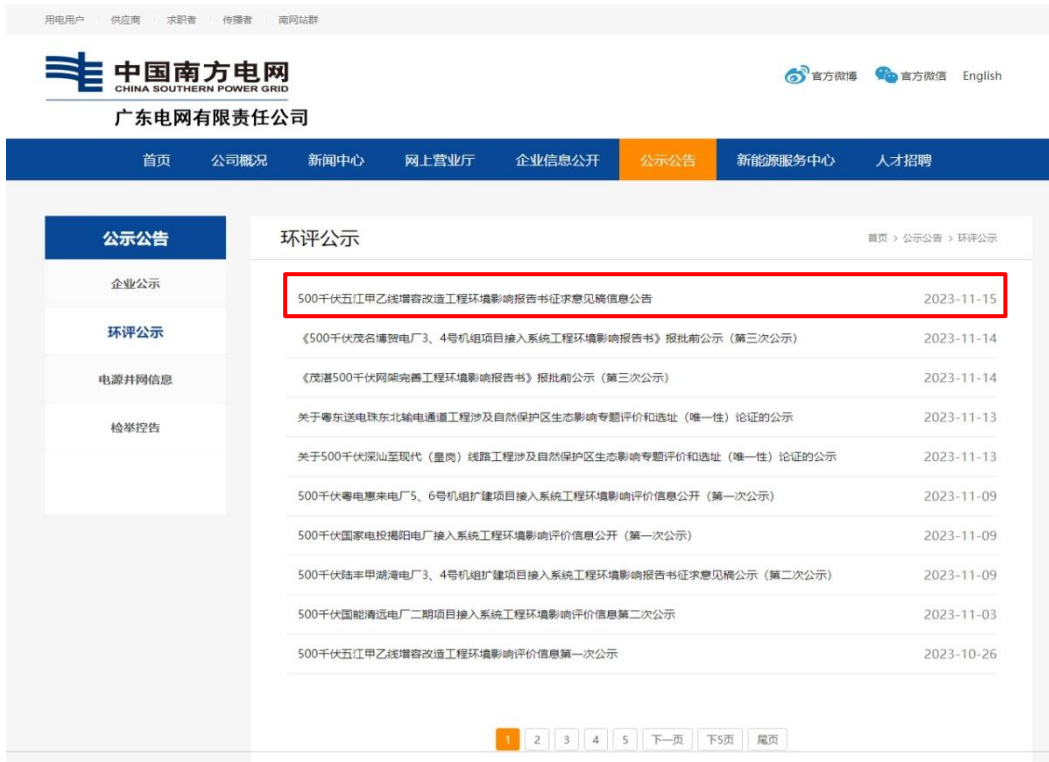 用电用户 供应商 求职者 传播者 南网站群
中国南方电网
CHINA SOUTHERN POWER GRID
广东电网有限责任公司
官方微博 官方微信 English
首页 公司概况 新闻中心 网上营业厅 企业信息公开 公示公告 新能源服务中心 人才招聘
公示公告
企业公示
环评公示
电源并网信息
检举控告
环评公示 首页 > 公示公告 > 环评公示
500千伏五江甲乙线增容改造工程环境影响报告书征求意见稿信息公告 2023-11-15
《500千伏茂名博贺电厂3、4号机组项目接入系统工程环境影响报告书》报批前公示（第三次公示） 2023-11-14
《茂湛500千伏网架完善工程环境影响报告书》报批前公示（第三次公示） 2023-11-14
关于粤东送电珠东北输电通道工程涉及自然保护区生态影响专题评价和选址（唯一性）论证的公示 2023-11-13
关于500千伏深汕至现代（皇岗）线路工程涉及自然保护区生态影响专题评价和选址（唯一性）论证的公示 2023-11-13
500千伏粤电惠来电厂5、6号机组扩建项目接入系统工程环境影响评价信息公开（第一次公示） 2023-11-09
500千伏国家电投揭阳电厂接入系统工程环境影响评价信息公开（第一次公示） 2023-11-09
500千伏陆丰甲湖湾电厂3、4号机组扩建项目接入系统工程环境影响报告书征求意见稿公示（第二次公示） 2023-11-09
500千伏国能清远电厂二期项目接入系统工程环境影响评价信息第二次公示 2023-11-03
500千伏五江甲乙线增容改造工程环境影响评价信息第一次公示 2023-10-26
1 2 3 4 5 下一页 下5页 尾页